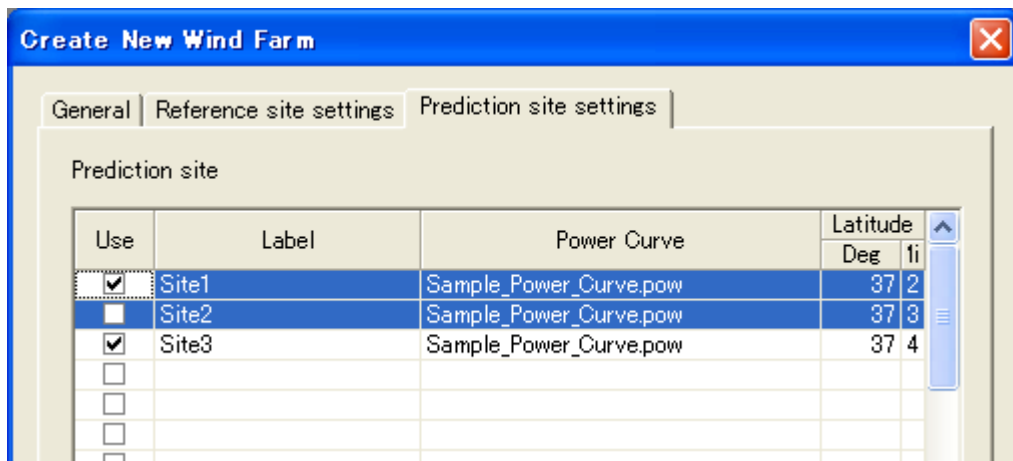 Create New Wind Farm
General Reference site settings Prediction site settings
Prediction site
Use Label Power Curve Latitude
Deg
Site1 Sample_Power_Curve.pow 37 2
Site2 Sample_Power_Curve.pow 37 3
Site3 Sample_Power_Curve.pow 37 4